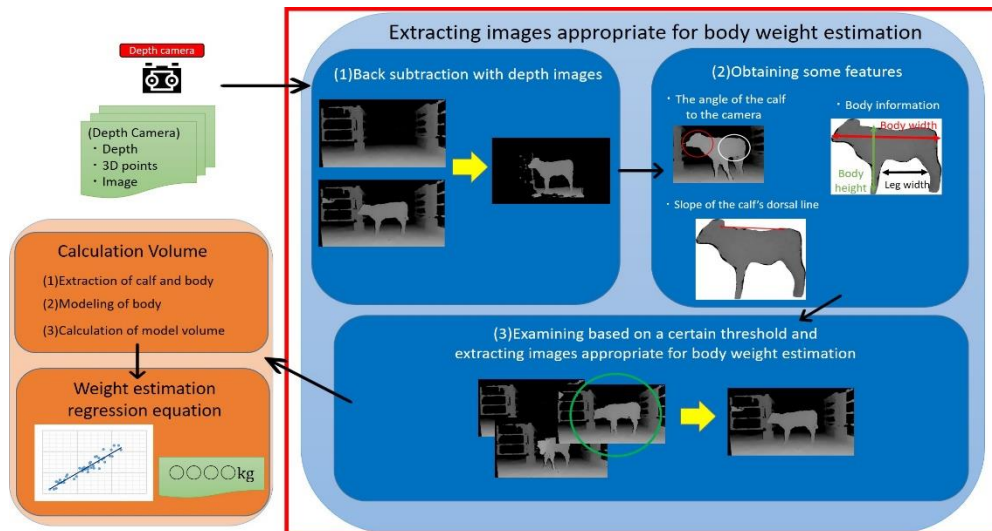 Depth camera
(Depth Camera)
・ Depth
・ 3D points
・ Image
Extracting images appropriate for body weight estimation
(1)Back subtraction with depth images
(2)Obtaining some features
・ The angle of the calf
to the camera
・ Body information
Body width
Body
height
Leg width
・ Slope of the calf's dorsal line
(3)Examining based on a certain threshold and
extracting images appropriate for body weight estimation
Calculation Volume
(1)Extraction of calf and body
(2)Modeling of body
(3)Calculation of model volume
Weight estimation
regression equation
〇〇〇〇kg